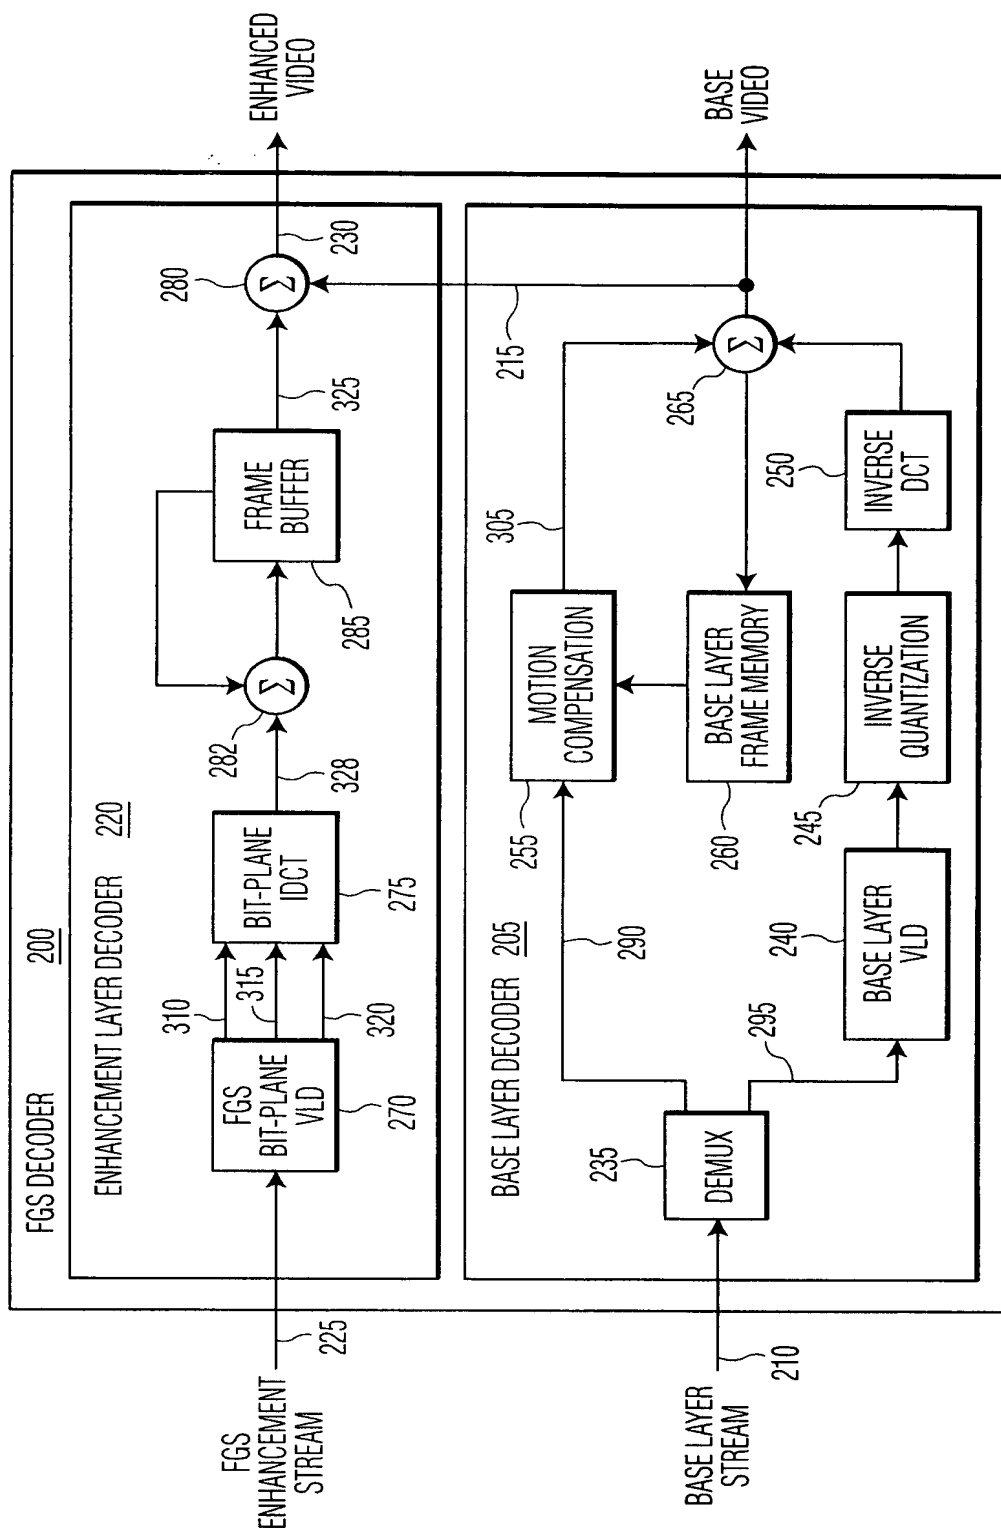 FGS DECODER 200
ENHANCEMENT LAYER DECODER 220
FGS
ENHANCEMENT
STREAM
225
FGS
BIT-PLANE
VLD
270
310
315
320
BIT-PLANE
IDCT
275
328
Σ
282
FRAME
BUFFER
285
325
Σ
280
230
ENHANCED
VIDEO
BASE LAYER DECODER 205
BASE LAYER
STREAM
210
DEMUX
235
290
295
MOTION
COMPENSATION
255
305
BASE LAYER
FRAME MEMORY
260
BASE LAYER
VLD
240
INVERSE
QUANTIZATION
245
INVERSE
DCT
250
Σ
265
215
BASE
VIDEO